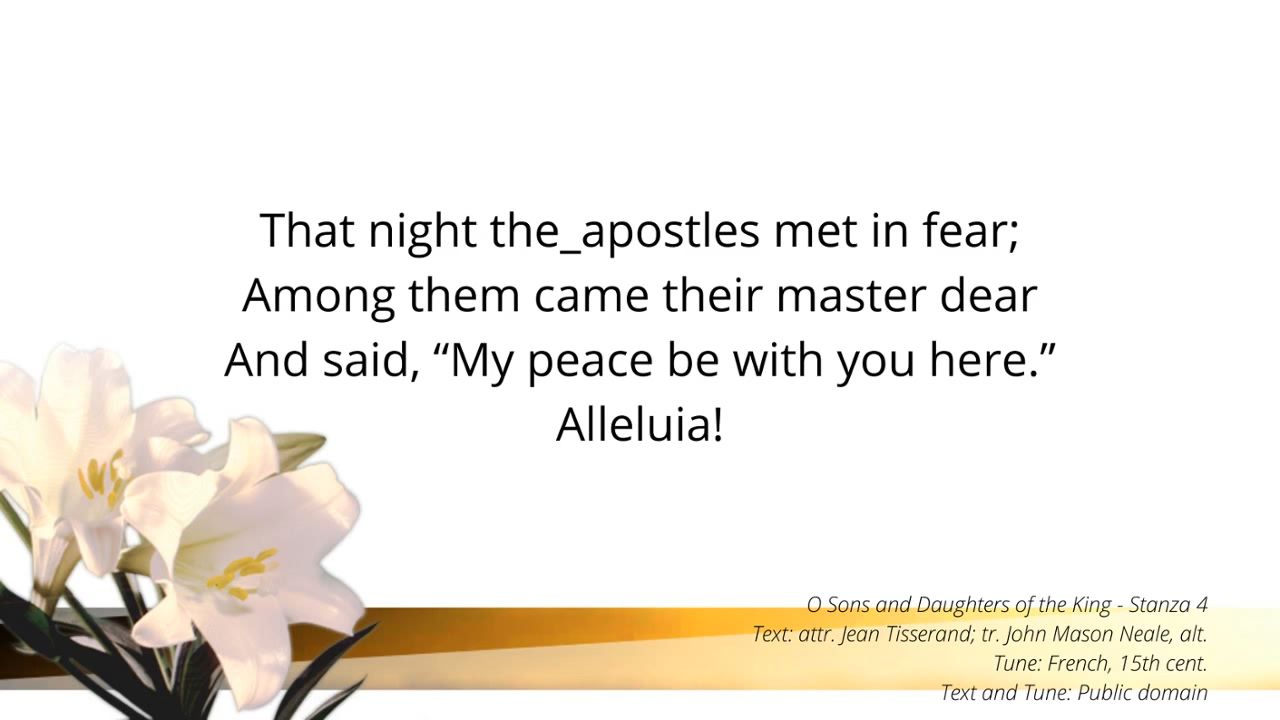 That night the_apostles met in fear;
Among them came their master dear
And said, “My peace be with you here.”
Alleluia!
O Sons and Daughters of the King - Stanza 4
Text: attr. Jean Tisserand; tr. John Mason Neale, alt.
Tune: French, 15th cent.
Text and Tune: Public domain